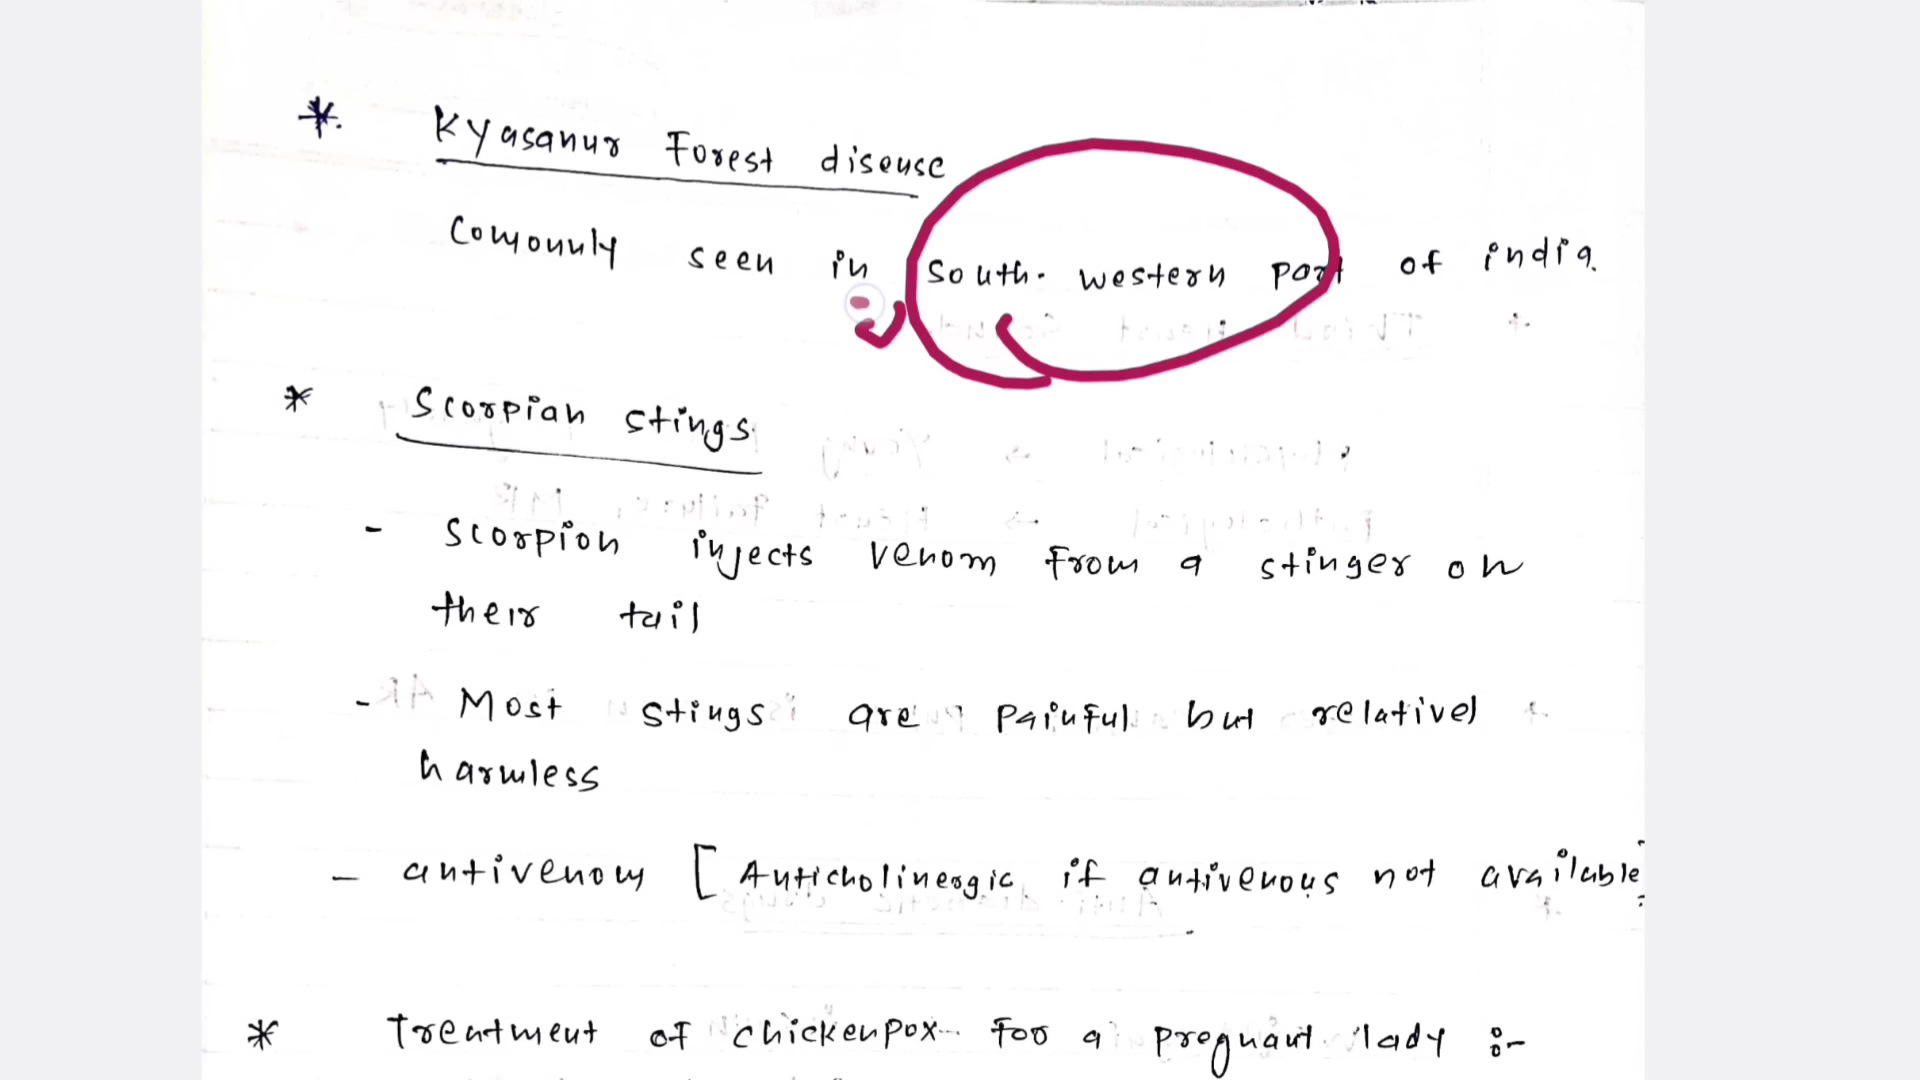 *. Kyasanur Forest disease
Comonnly seen in south-western part of india.
* Scorpian stings.
- scorpion injects venom from a stinger on
their tail
- Most stings are painful but relativel
harmless
- antivenom [Anticholinergic if antivenous not available]
* Treatment of chickenpox For a pregnant lady :-